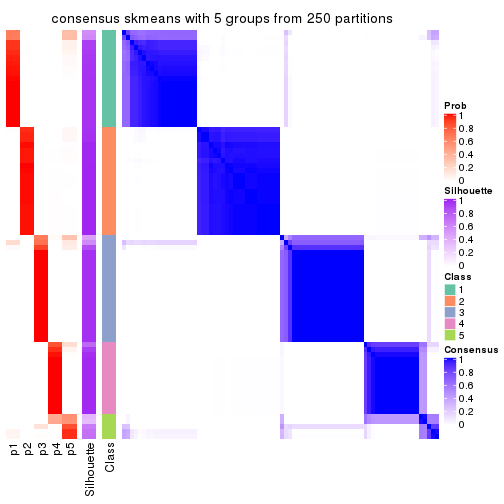 consensus skmeans with 5 groups from 250 partitions
Prob
1
0.8
0.6
0.4
0.2
0
Silhouette
1
0.8
0.6
0.4
0.2
0
Class
1
2
3
4
5
Consensus
1
0.8
0.6
0.4
0.2
0
p1
p2
p3
p4
p5
Silhouette
Class